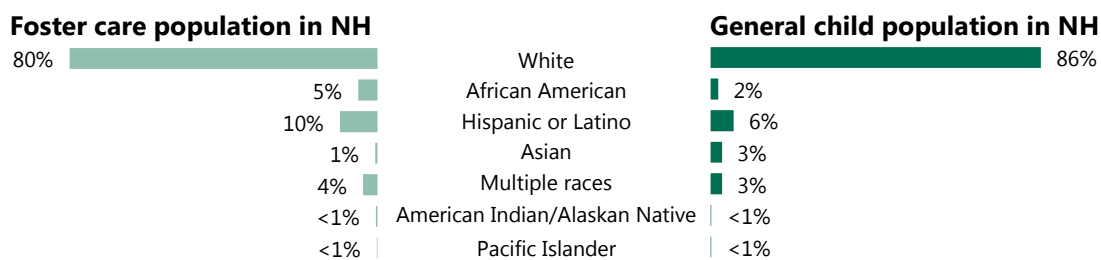 Foster care population in NH General child population in NH
80% White 86%
5% African American 2%
10% Hispanic or Latino 6%
1% Asian 3%
4% Multiple races 3%
<1% American Indian/Alaskan Native <1%
<1% Pacific Islander <1%